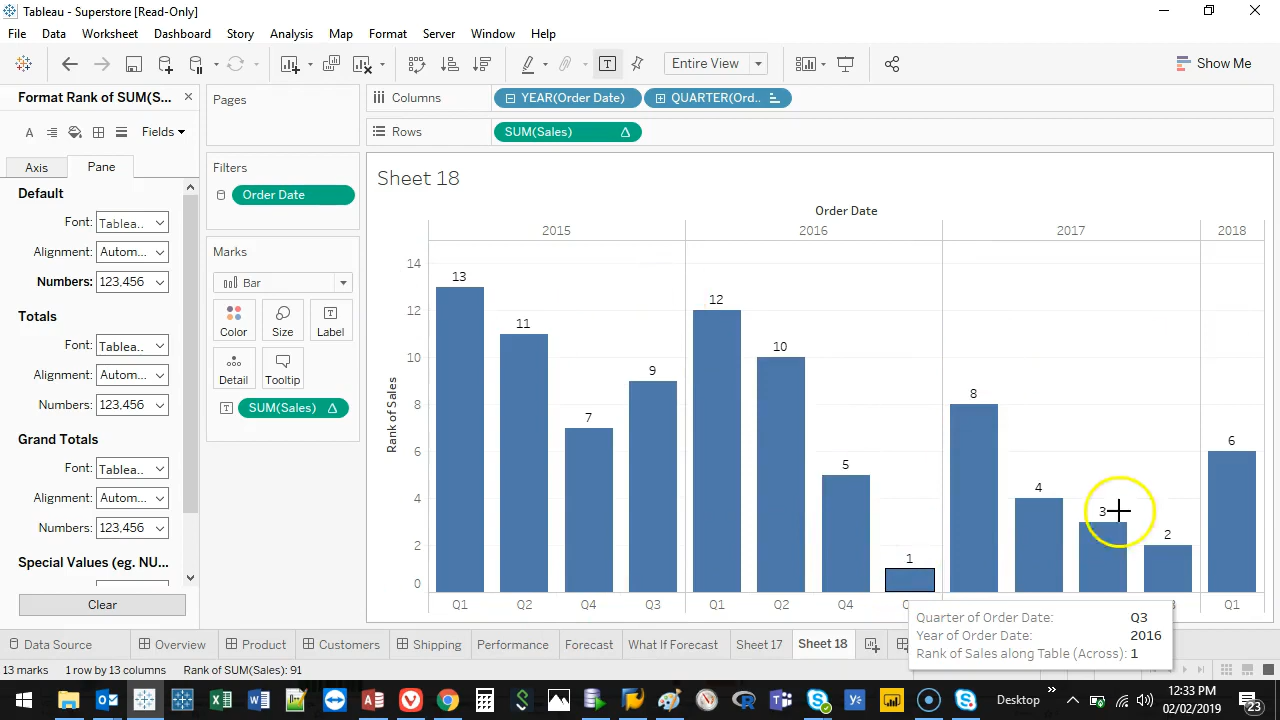 Tableau - Superstore [Read-Only]
File Data Worksheet Dashboard Story Analysis Map Format Server Window Help
Entire View
Show Me
Format Rank of SUM(S...
Fields
Axis Pane
Default
Font: Tablea..
Alignment: Autom...
Numbers: 123,456
Totals
Font: Tablea..
Alignment: Autom...
Numbers: 123,456
Grand Totals
Font: Tablea..
Alignment: Autom...
Numbers: 123,456
Special Values (eg. NU...
Clear
Pages
Filters
Order Date
Marks
Bar
Color Size Label
Detail Tooltip
SUM(Sales)
Columns YEAR(Order Date) QUARTER(Ord..
Rows SUM(Sales)
Sheet 18
Order Date
2015 2016 2017 2018
Rank of Sales
14
12
10
8
6
4
2
0
13 11 7 9 12 10 5 1 8 4 3 2 6
Q1 Q2 Q4 Q3 Q1 Q2 Q4 Q1
Quarter of Order Date: Q3
Year of Order Date: 2016
Rank of Sales along Table (Across): 1
Data Source Overview Product Customers Shipping Performance Forecast What If Forecast Sheet 17 Sheet 18
13 marks 1 row by 13 columns Rank of SUM(Sales): 91
Desktop
12:33 PM
02/02/2019
23